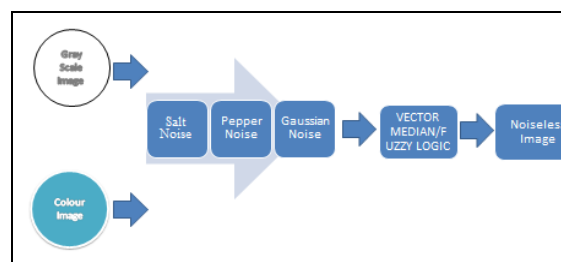 Gray
Scale
Image
Salt
Noise
Pepper
Noise
Gaussian
Noise
VECTOR
MEDIAN/F
UZZY LOGIC
Noiseles
Image
Colour
Image